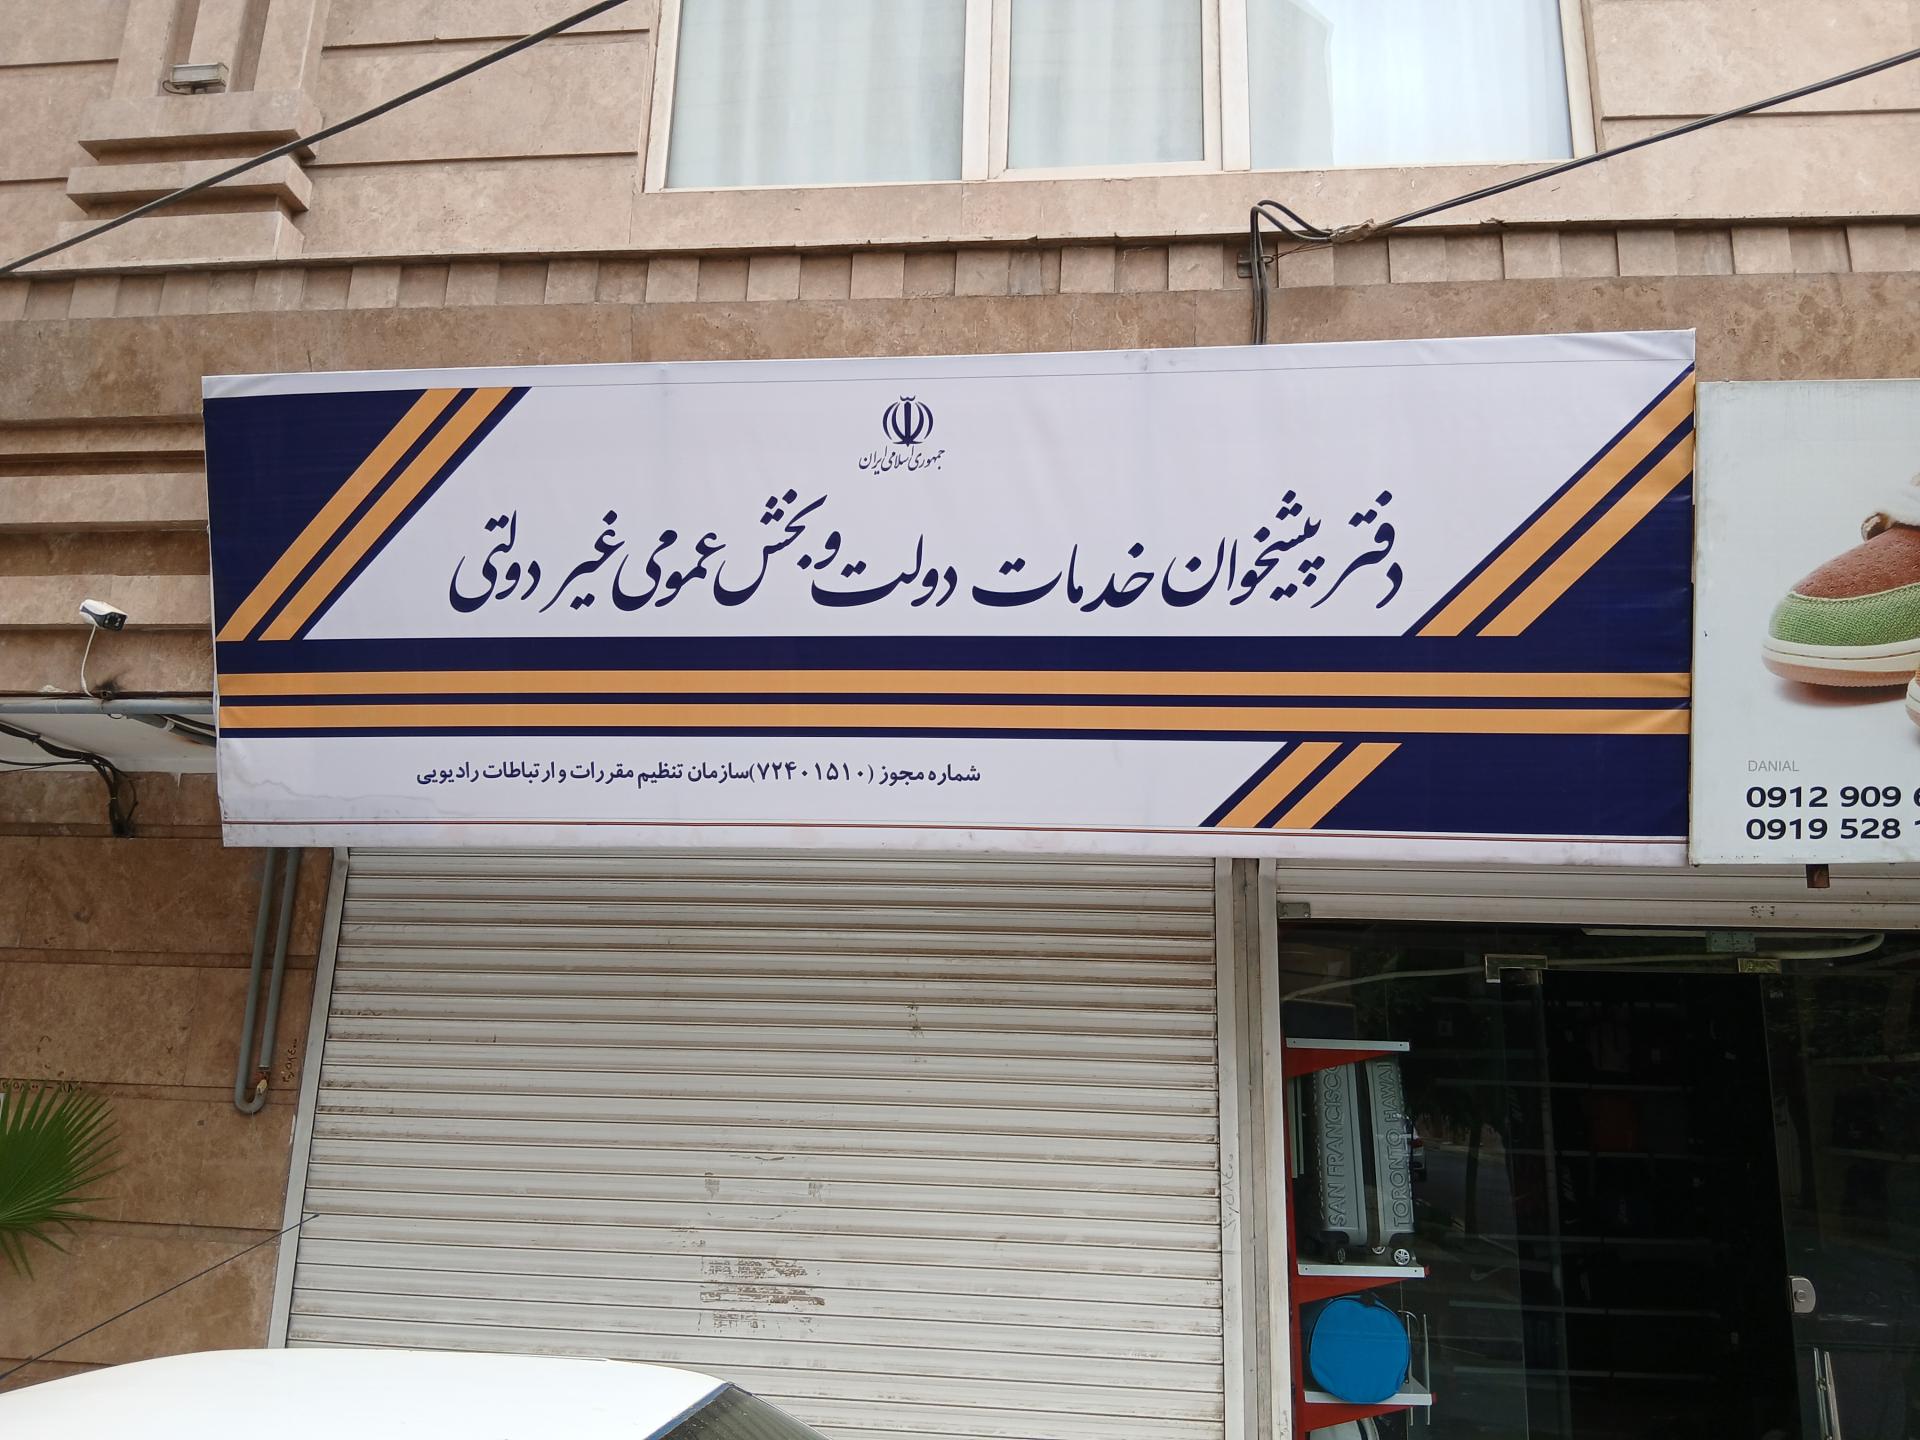 جمهوری اسلامی ایران
دفتر پیشخوان خدمات دولت و بخش عمومی غیر دولتی
شماره مجوز (۷۲۴۰۱۵۱۰) سازمان تنظیم مقررات و ارتباطات رادیویی
DANIAL
0912 909
0919 528
SAN FRANCISCO
TORONTO HAWAI